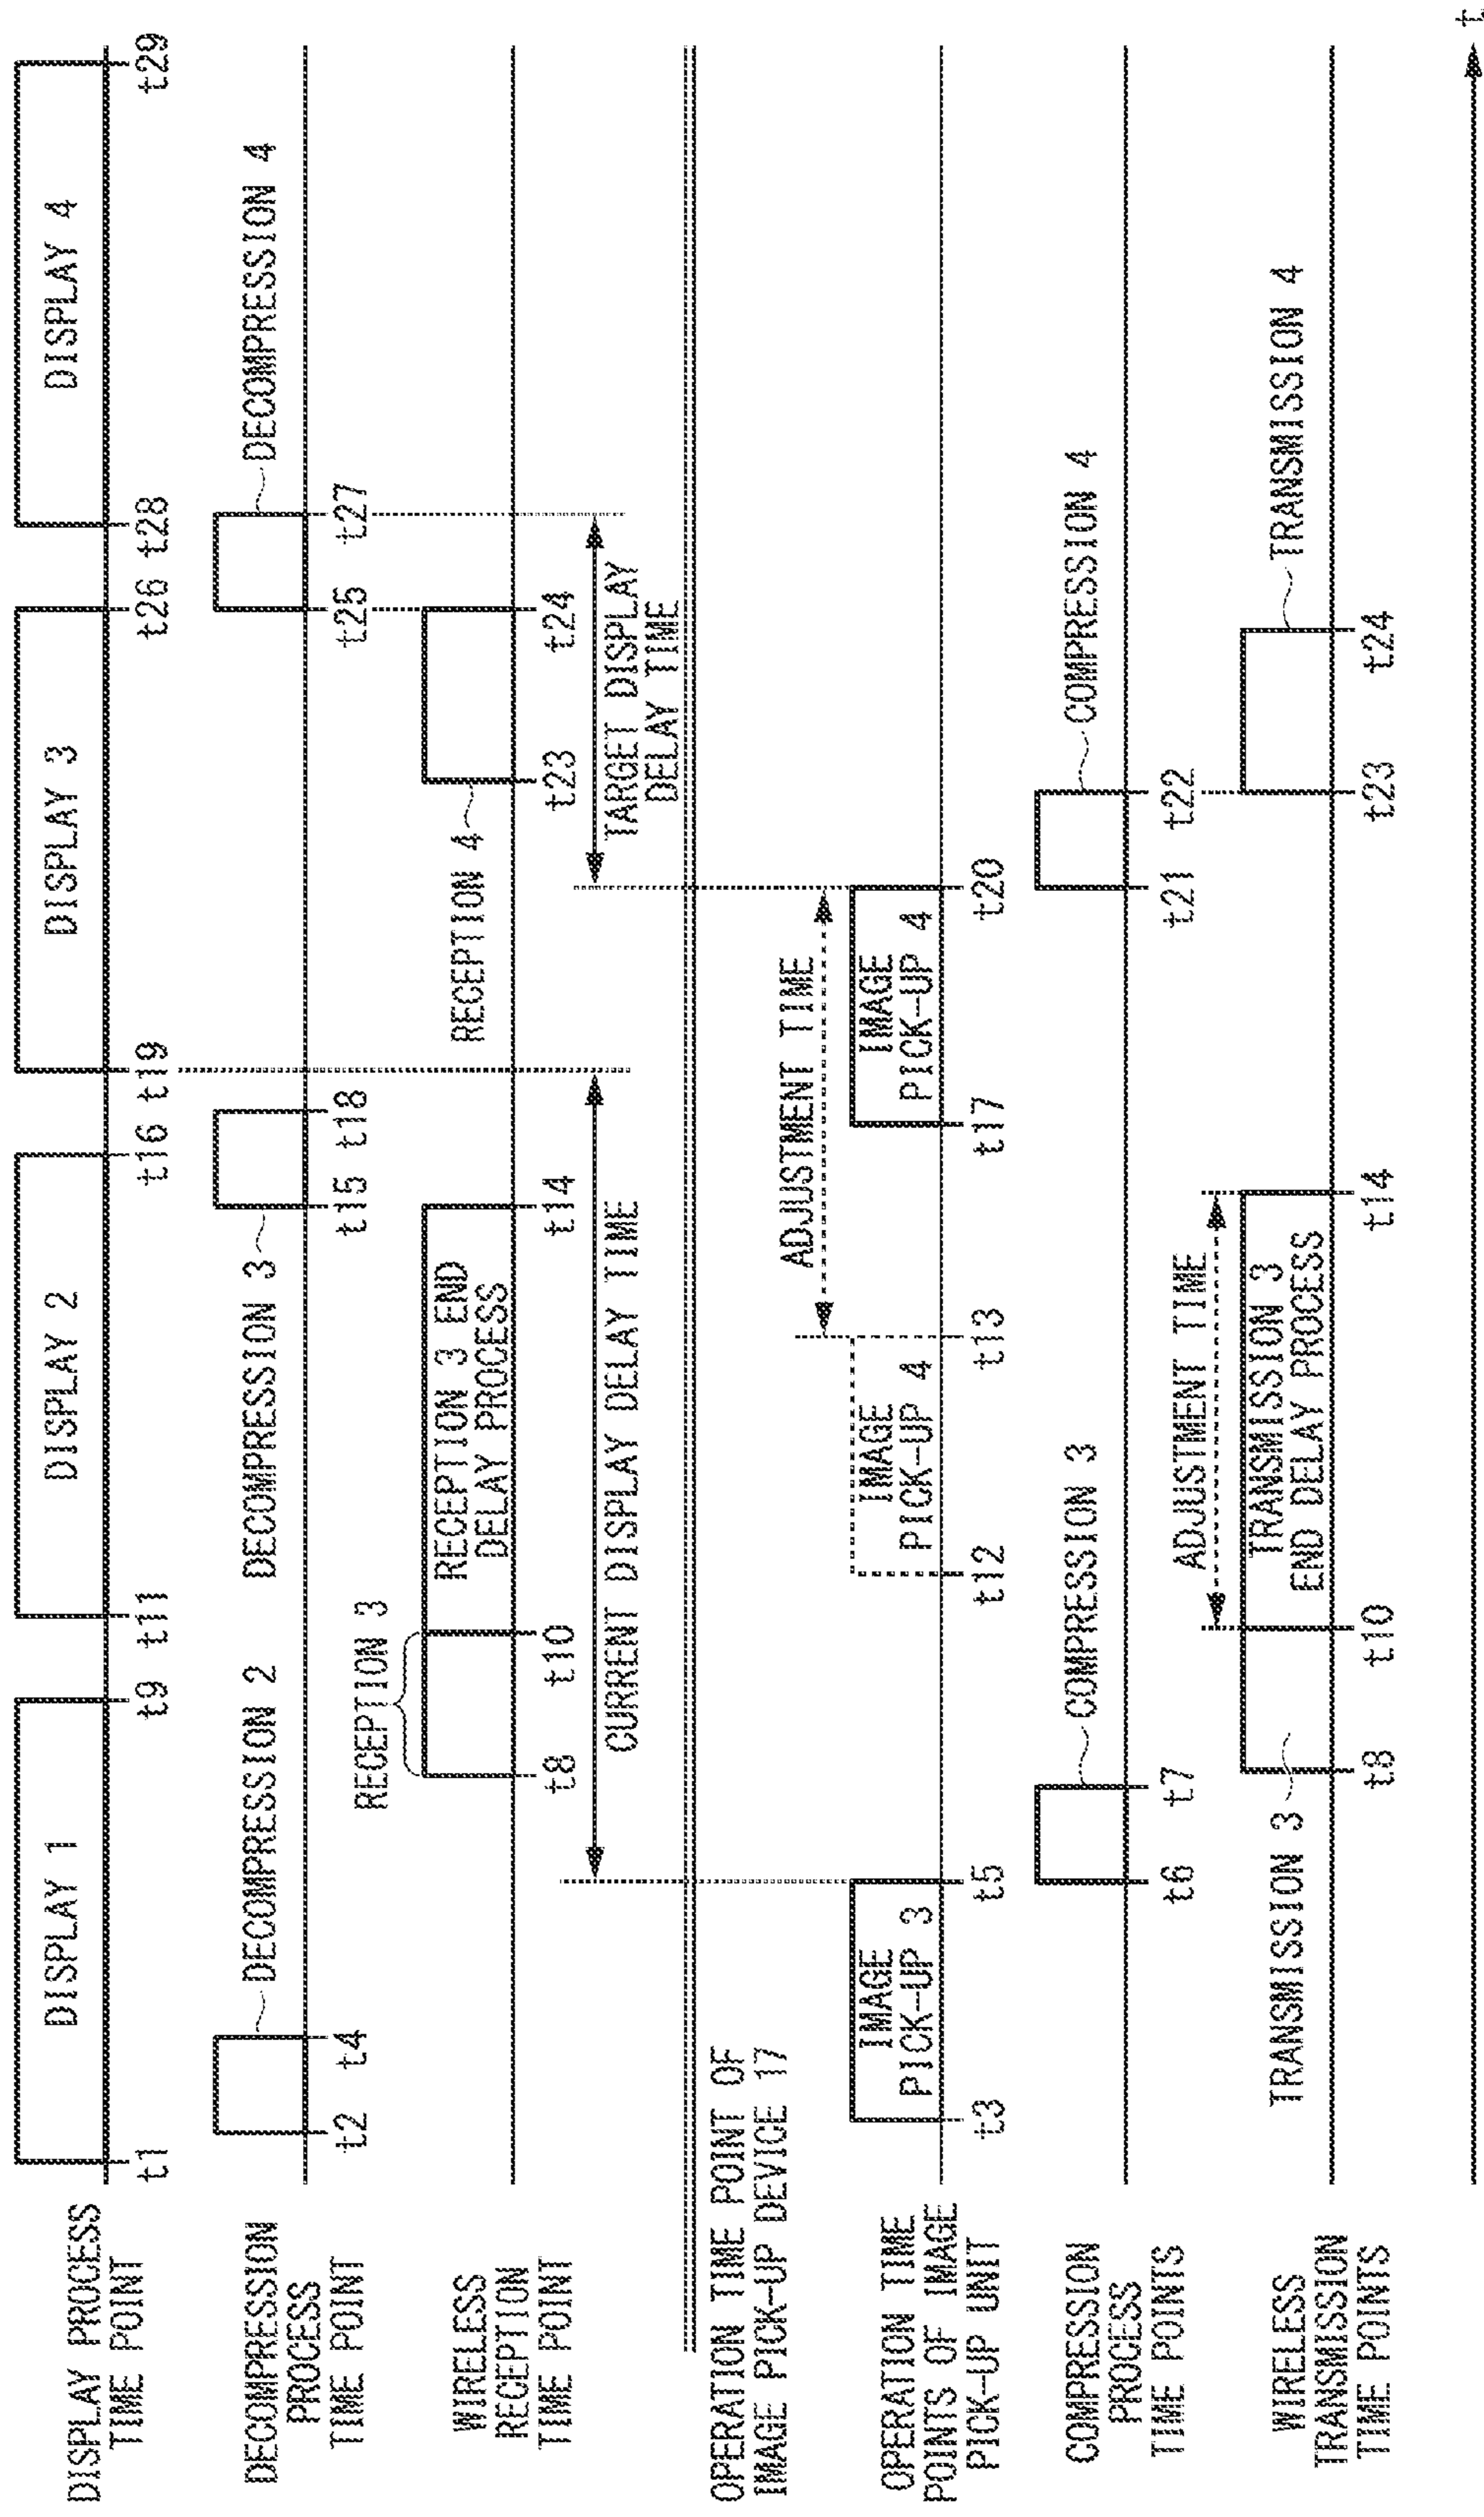 DISPLAY PROCESS
TIME POINT
DISPLAY 1
DISPLAY 2
DISPLAY 3
DISPLAY 4
t1
t9
t11
t16
t19
t26
t28
t29
DECOMPRESSION
PROCESS
TIME POINT
DECOMPRESSION 2
DECOMPRESSION 3
DECOMPRESSION 4
t2
t4
t15
t18
t25
t27
WIRELESS
RECEPTION
TIME POINT
RECEPTION 3
RECEPTION 3 END
DELAY PROCESS
RECEPTION 4
t8
t10
t14
t23
t24
CURRENT DISPLAY DELAY TIME
TARGET DISPLAY
DELAY TIME
OPERATION TIME POINT OF
IMAGE PICK-UP DEVICE 17
OPERATION TIME
POINTS OF IMAGE
PICK-UP UNIT
IMAGE
PICK-UP 3
IMAGE
PICK-UP 4
ADJUSTMENT TIME
IMAGE
PICK-UP 4
t3
t5
t12
t13
t17
t20
COMPRESSION
PROCESS
TIME POINTS
COMPRESSION 3
COMPRESSION 4
t6
t7
t21
t22
WIRELESS
TRANSMISSION
TIME POINTS
TRANSMISSION 3
ADJUSTMENT TIME
TRANSMISSION 3
END DELAY PROCESS
TRANSMISSION 4
t8
t10
t14
t23
t24
t